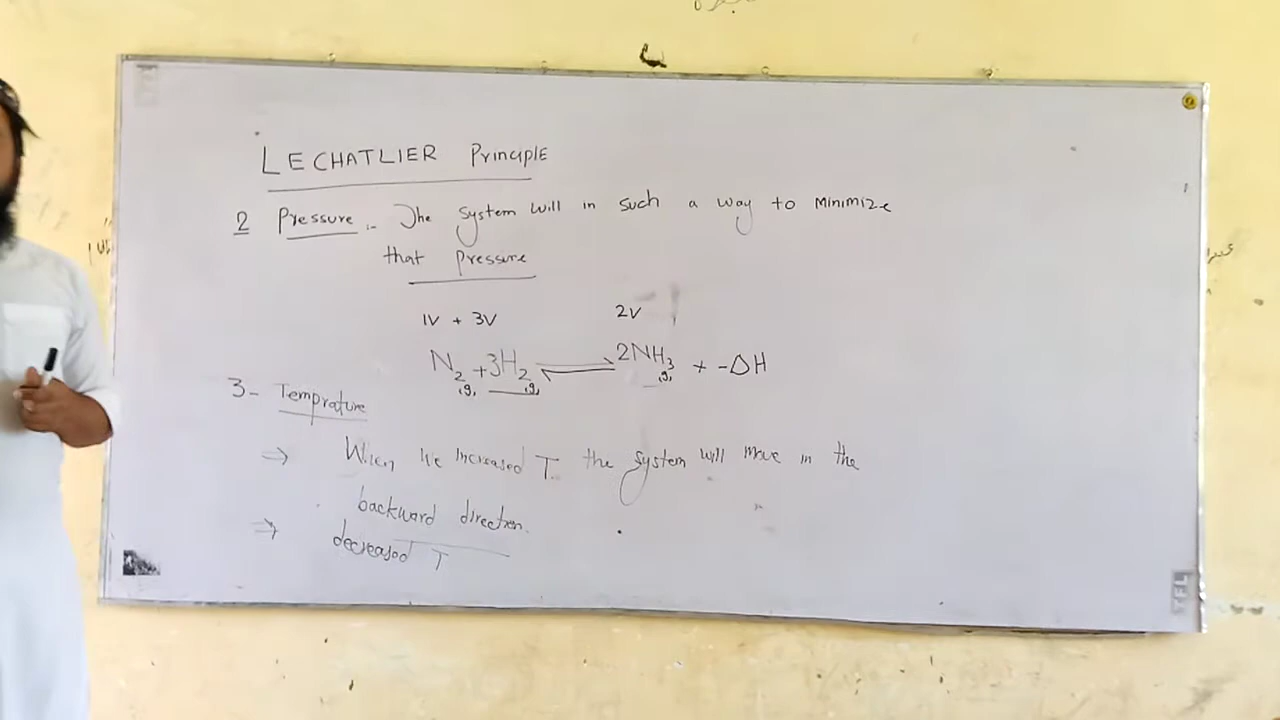 LECHATLIER Principle
2 Pressure .- The system will in such a way to minimize
that pressure
1V + 3V 2V
N2(g) + 3H2(g) ⇌ 2NH3(g) + -ΔH
3- Temprature
⇒ When we increased T. the system will move in the
backward direction.
⇒ decreased T